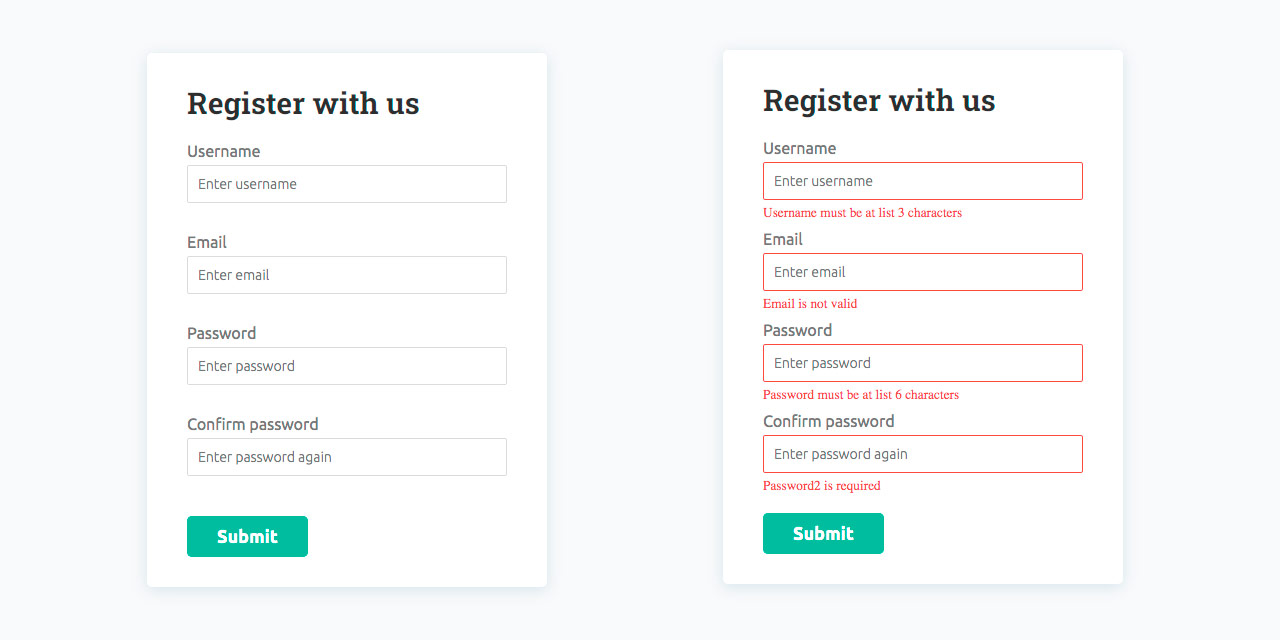 Register with us
Username
Enter username
Email
Enter email
Password
Enter password
Confirm password
Enter password again
Submit
Register with us
Username
Enter username
Username must be at list 3 characters
Email
Enter email
Email is not valid
Password
Enter password
Password must be at list 6 characters
Confirm password
Enter password again
Password2 is required
Submit